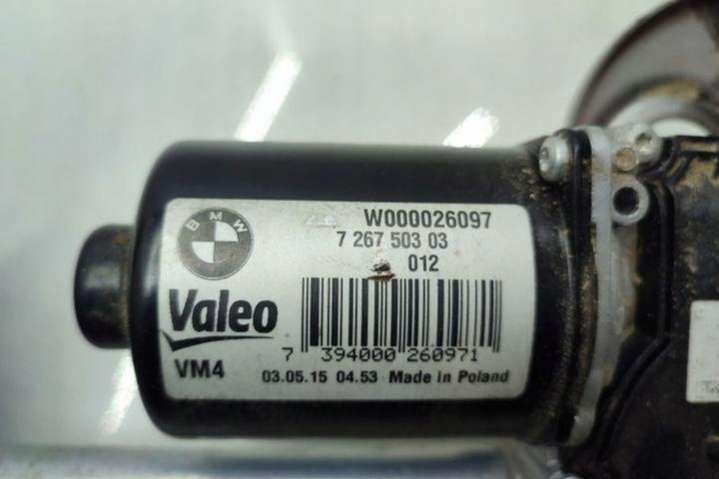 BMW
W000026097
7 267 503 03
012
Valeo
7 394000 260971
VM4
03.05.15 04.53 Made in Poland